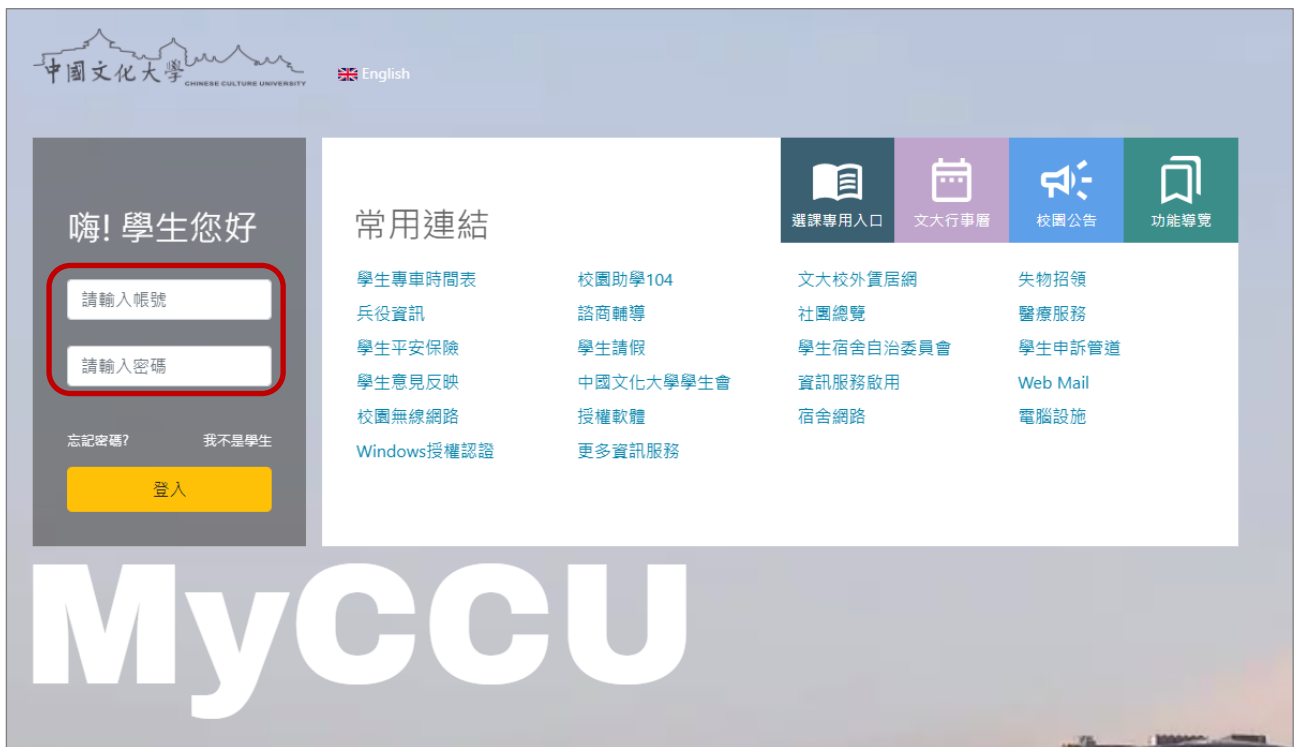 中國文化大學
CHINESE CULTURE UNIVERSITY
English
嗨! 學生您好
請輸入帳號
請輸入密碼
忘記密碼? 我不是學生
登入
選課專用入口 文大行事曆 校園公告 功能導覽
常用連結
學生專車時間表 校園助學104 文大校外賃居網 失物招領
兵役資訊 諮商輔導 社團總覽 醫療服務
學生平安保險 學生請假 學生宿舍自治委員會 學生申訴管道
學生意見反映 中國文化大學學生會 資訊服務啟用 Web Mail
校園無線網路 授權軟體 宿舍網路 電腦設施
Windows授權認證 更多資訊服務
MyCCU